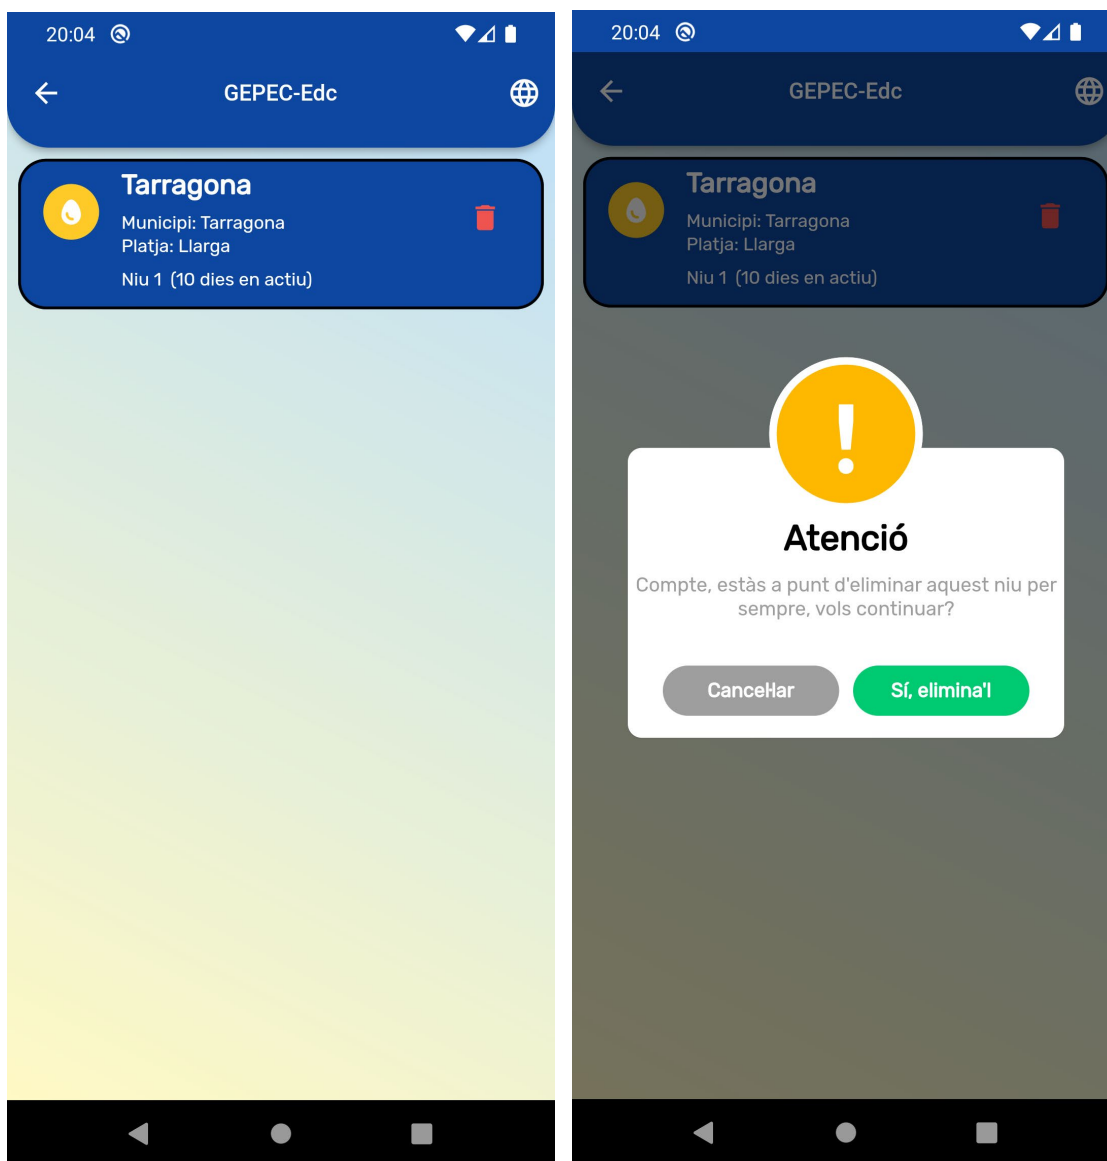 20:04
GEPEC-Edc
Tarragona
Municipi: Tarragona
Platja: Llarga
Niu 1 (10 dies en actiu)
20:04
GEPEC-Edc
Tarragona
Municipi: Tarragona
Platja: Llarga
Niu 1 (10 dies en actiu)
!
Atenció
Compte, estàs a punt d'eliminar aquest niu per
sempre, vols continuar?
Cancel·lar
Sí, elimina'l